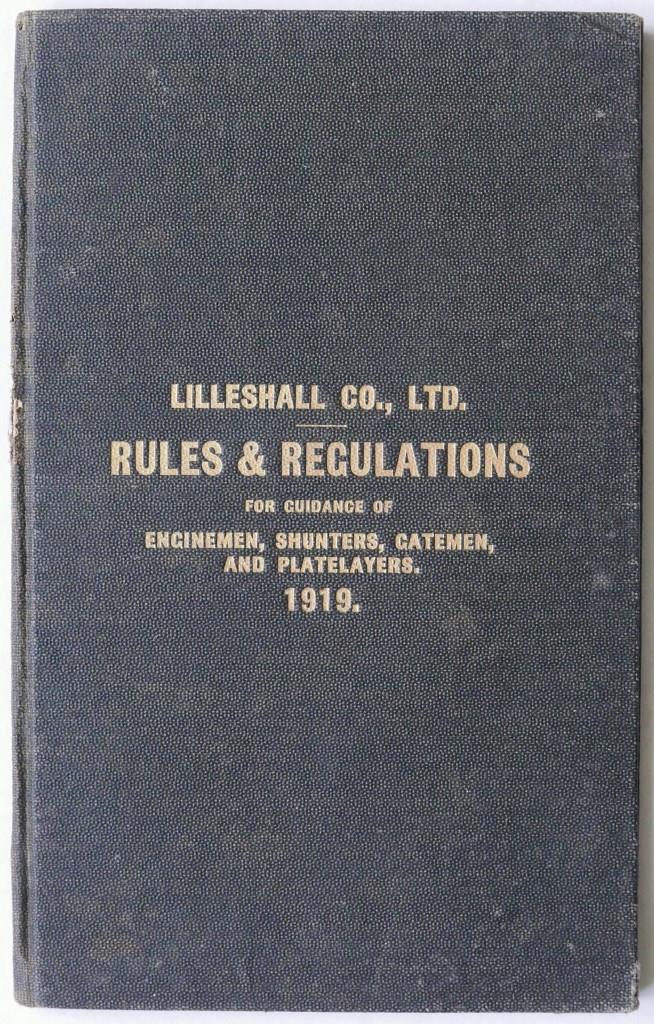 LILLESHALL CO., LTD.
RULES & REGULATIONS
FOR GUIDANCE OF
ENGINEMEN, SHUNTERS, GATEMEN,
AND PLATELAYERS.
1919.